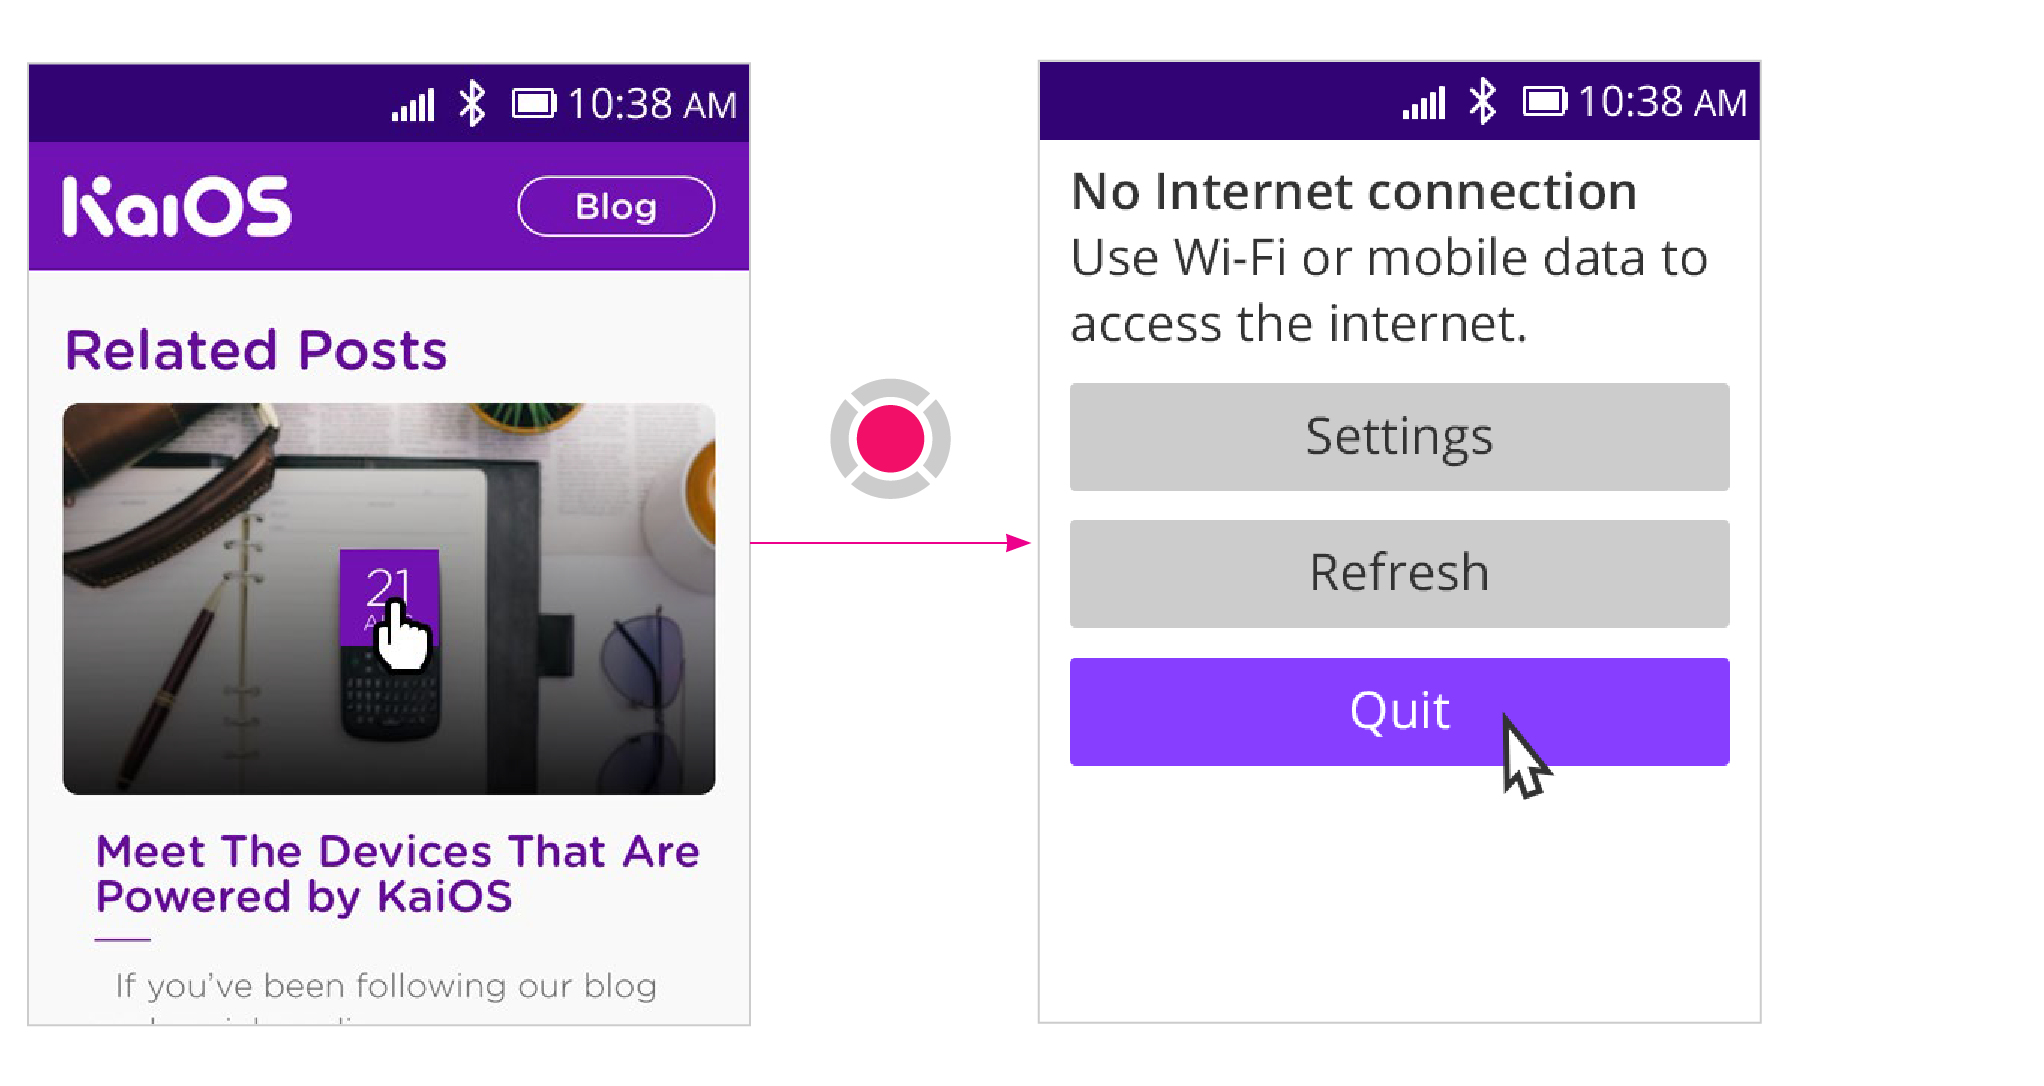 10:38 AM
KaiOS
Blog
Related Posts
21
Meet The Devices That Are
Powered by KaiOS
If you've been following our blog
10:38 AM
No Internet connection
Use Wi-Fi or mobile data to
access the internet.
Settings
Refresh
Quit